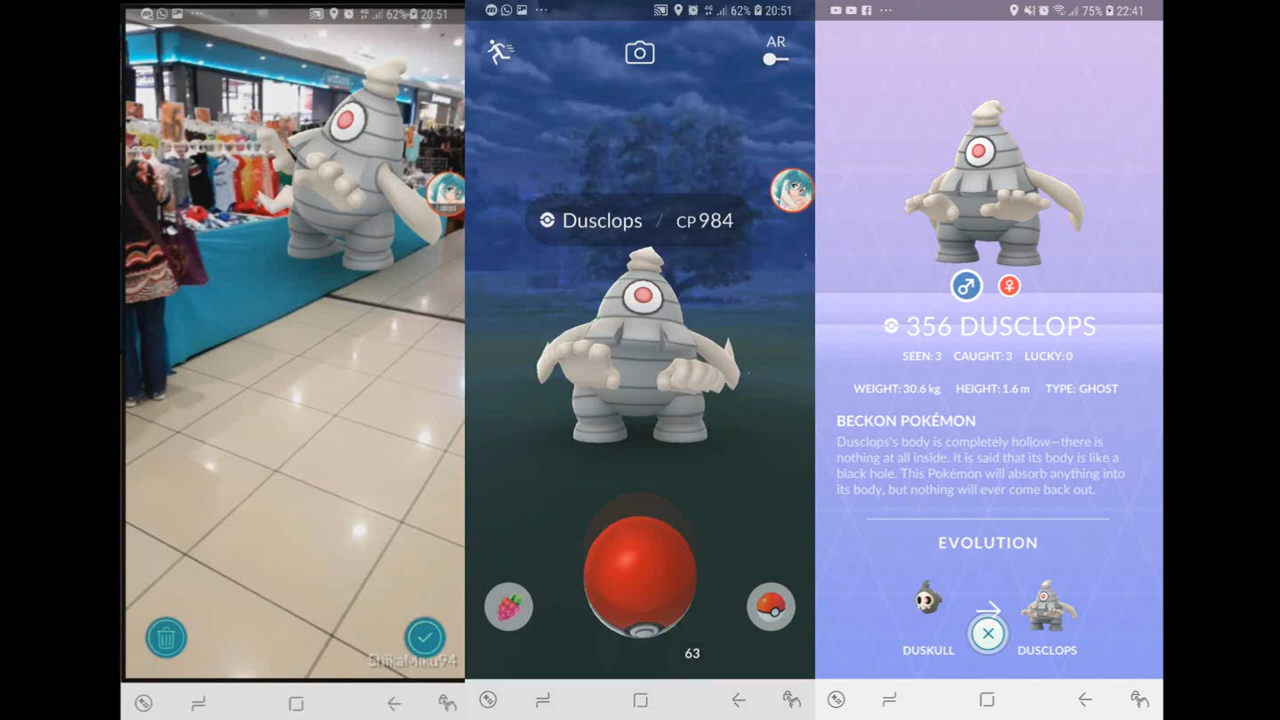 62% 20:51
ShikaMiku94
62% 20:51
AR
Dusclops / CP984
63
75% 22:41
356 DUSCLOPS
SEEN: 3 CAUGHT: 3 LUCKY: 0
WEIGHT: 30.6 kg HEIGHT: 1.6 m TYPE: GHOST
BECKON POKÉMON
Dusclops's body is completely hollow—there is
nothing at all inside. It is said that its body is like a
black hole. This Pokémon will absorb anything into
its body, but nothing will ever come back out.
EVOLUTION
DUSKULL DUSCLOPS